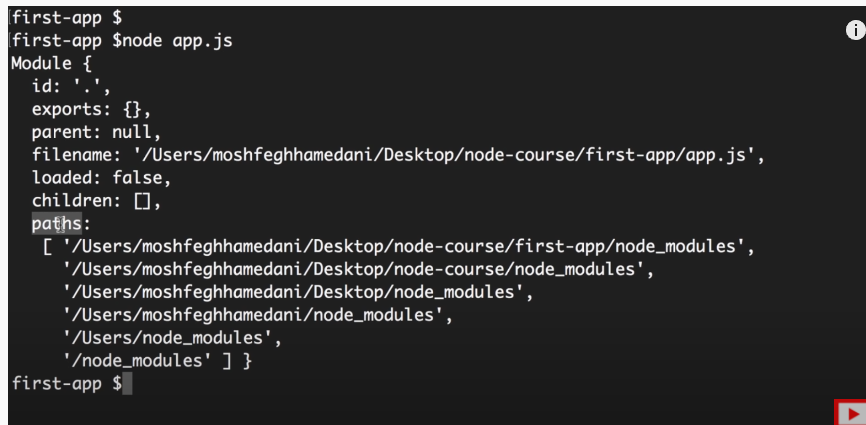 first-app $
first-app $node app.js
Module {
  id: '.',
  exports: {},
  parent: null,
  filename: '/Users/moshfeghhamedani/Desktop/node-course/first-app/app.js',
  loaded: false,
  children: [],
  paths:
   [ '/Users/moshfeghhamedani/Desktop/node-course/first-app/node_modules',
     '/Users/moshfeghhamedani/Desktop/node-course/node_modules',
     '/Users/moshfeghhamedani/Desktop/node_modules',
     '/Users/moshfeghhamedani/node_modules',
     '/Users/node_modules',
     '/node_modules' ] }
first-app $